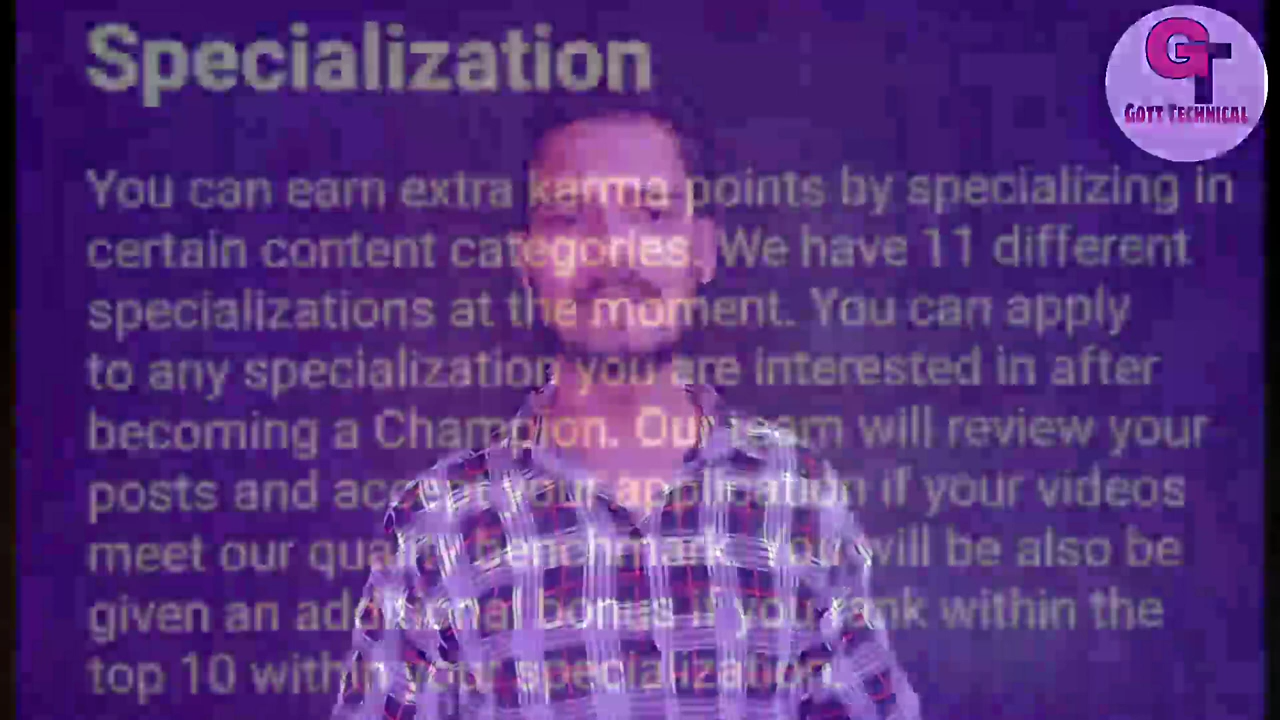 Specialization
GT
GOTT TECHNICAL
You can earn extra karma points by specializing in
certain content categories. We have 11 different
specializations at the moment. You can apply
to any specialization you are interested in after
becoming a Champion. Our team will review your
posts and accept your application if your videos
meet our quality benchmark. You will be also be
given an additional bonus if you rank within the
top 10 within your specialization.